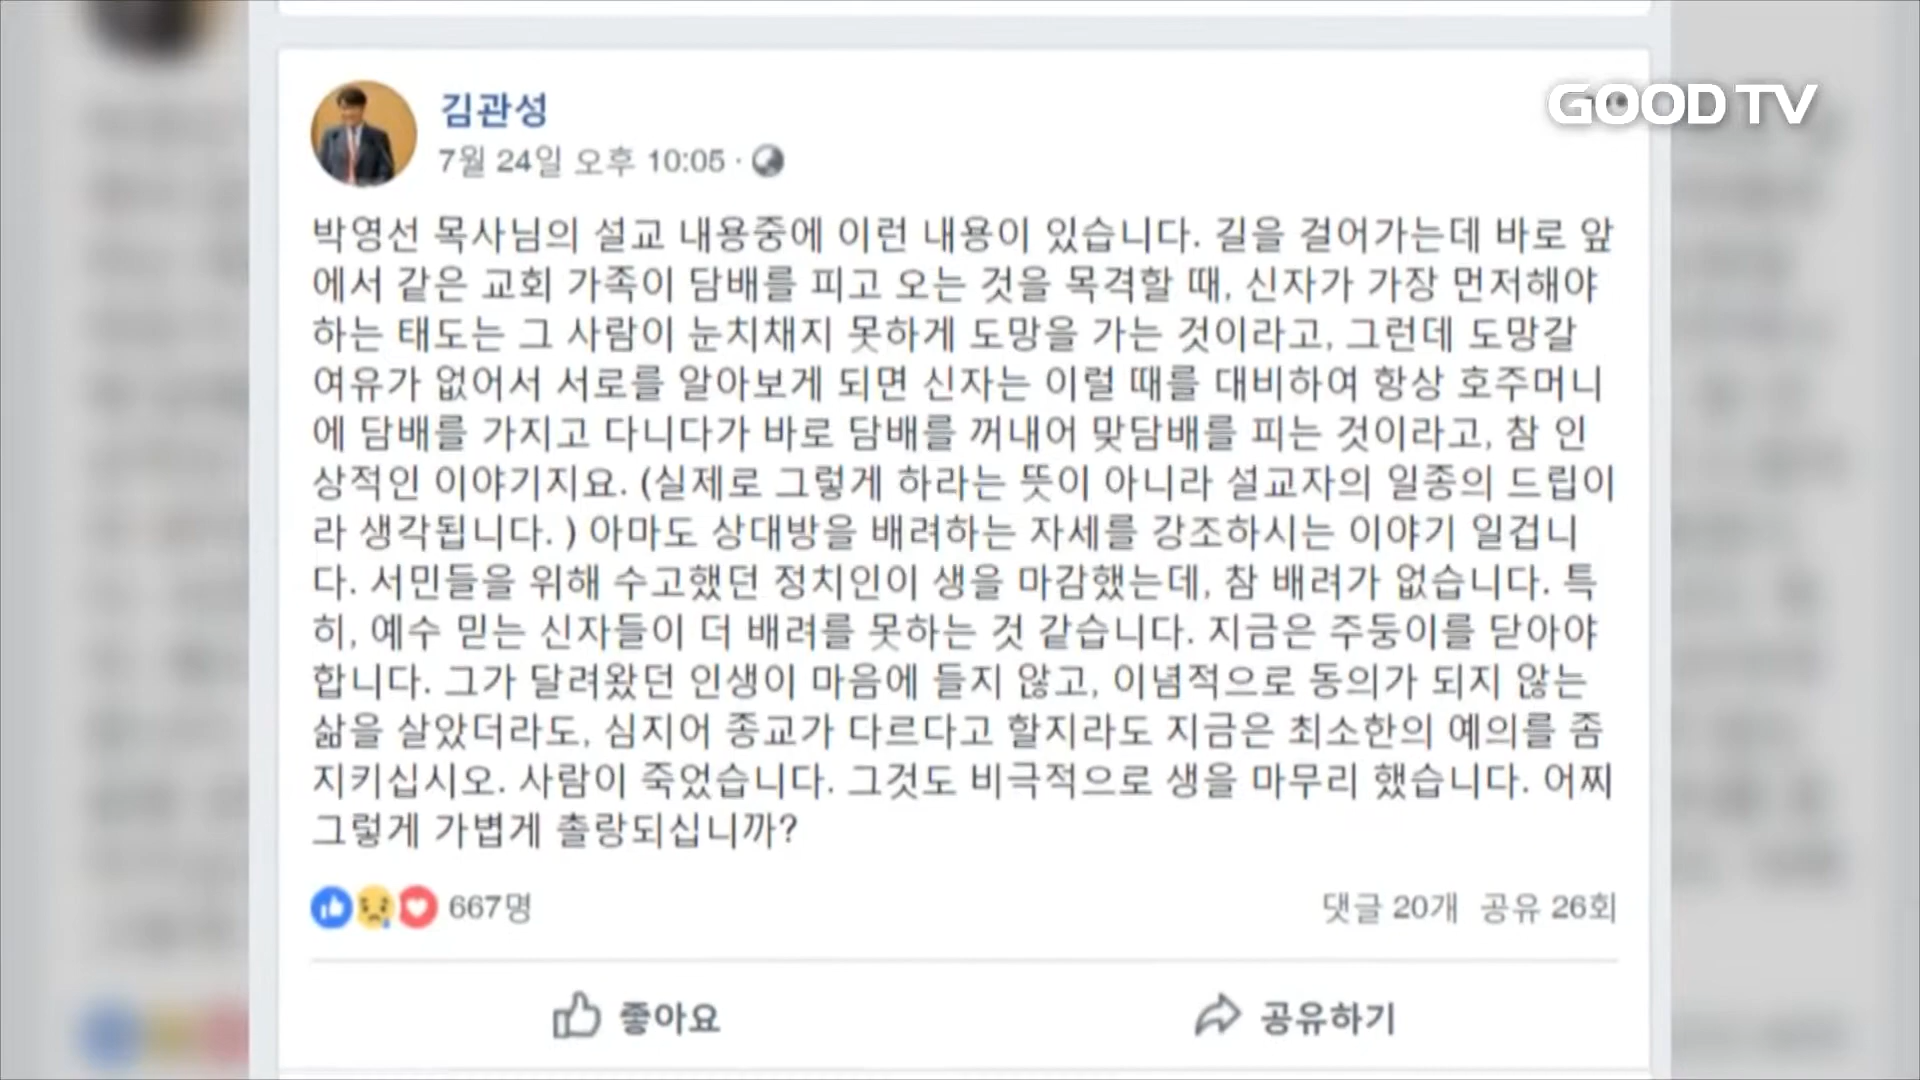 GOOD TV
김관성
7월 24일 오후 10:05 ·
박영선 목사님의 설교 내용중에 이런 내용이 있습니다. 길을 걸어가는데 바로 앞
에서 같은 교회 가족이 담배를 피고 오는 것을 목격할 때, 신자가 가장 먼저해야
하는 태도는 그 사람이 눈치채지 못하게 도망을 가는 것이라고, 그런데 도망갈
여유가 없어서 서로를 알아보게 되면 신자는 이럴 때를 대비하여 항상 호주머니
에 담배를 가지고 다니다가 바로 담배를 꺼내어 맞담배를 피는 것이라고, 참 인
상적인 이야기지요. (실제로 그렇게 하라는 뜻이 아니라 설교자의 일종의 드립이
라 생각됩니다. ) 아마도 상대방을 배려하는 자세를 강조하시는 이야기 일겁니
다. 서민들을 위해 수고했던 정치인이 생을 마감했는데, 참 배려가 없습니다. 특
히, 예수 믿는 신자들이 더 배려를 못하는 것 같습니다. 지금은 주둥이를 닫아야
합니다. 그가 달려왔던 인생이 마음에 들지 않고, 이념적으로 동의가 되지 않는
삶을 살았더라도, 심지어 종교가 다르다고 할지라도 지금은 최소한의 예의를 좀
지키십시오. 사람이 죽었습니다. 그것도 비극적으로 생을 마무리 했습니다. 어찌
그렇게 가볍게 촐랑되십니까?
667명
댓글 20개 공유 26회
좋아요
공유하기